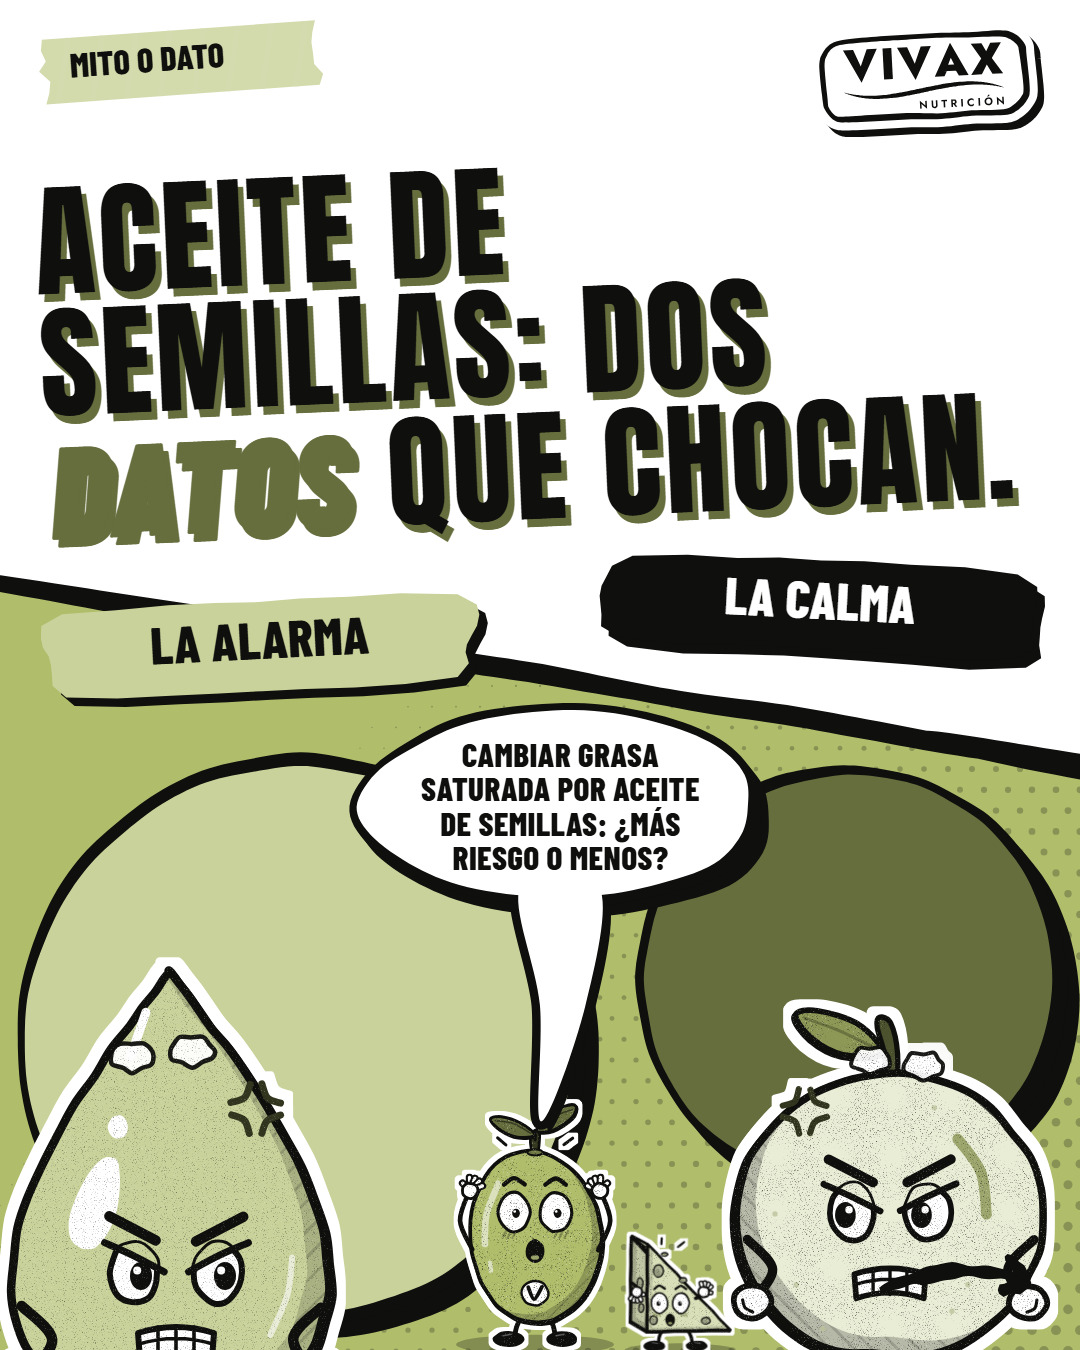 MITO O DATO
VIVAX
NUTRICIÓN
ACEITE DE
SEMILLAS: DOS
DATOS QUE CHOCAN.
LA ALARMA
LA CALMA
CAMBIAR GRASA
SATURADA POR ACEITE
DE SEMILLAS: ¿MÁS
RIESGO O MENOS?
V